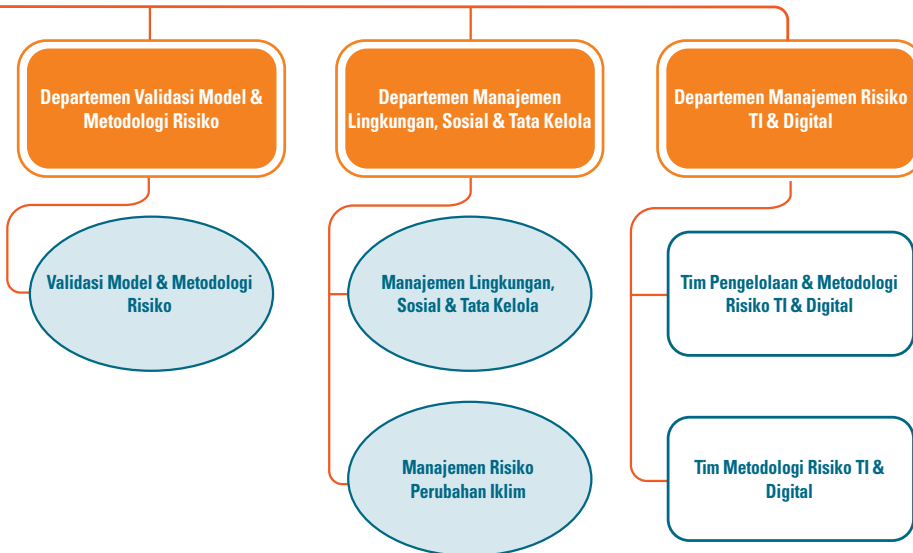 Departemen Validasi Model &
Metodologi Risiko
Departemen Manajemen
Lingkungan, Sosial & Tata Kelola
Departemen Manajemen Risiko
TI & Digital
Validasi Model & Metodologi
Risiko
Manajemen Lingkungan,
Sosial & Tata Kelola
Tim Pengelolaan & Metodologi
Risiko TI & Digital
Manajemen Risiko
Perubahan Iklim
Tim Metodologi Risiko TI &
Digital